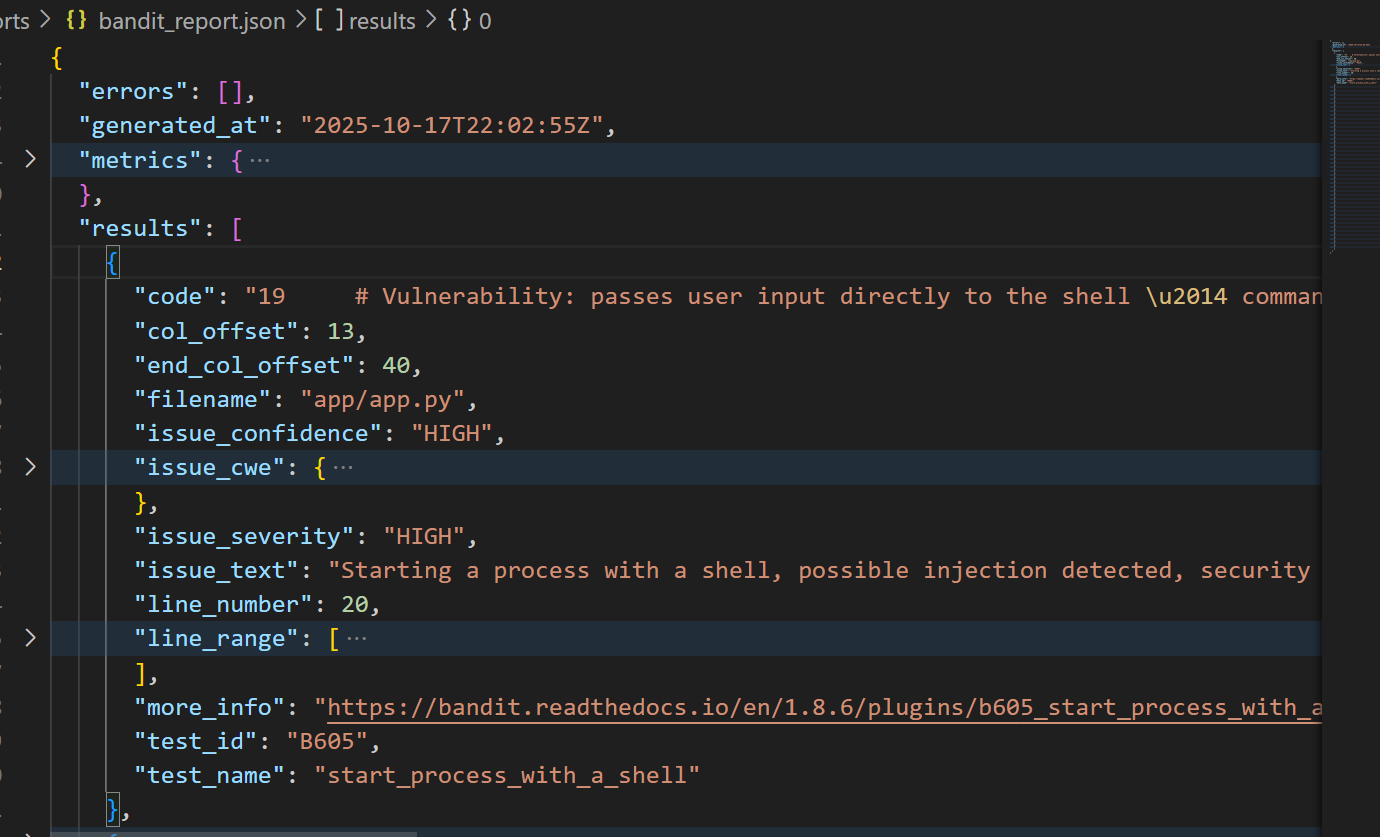 rts > {} bandit_report.json > [ ] results > {} 0
{
"errors": [],
"generated_at": "2025-10-17T22:02:55Z",
> "metrics": { ···
},
"results": [
{
"code": "19     # Vulnerability: passes user input directly to the shell \u2014 comman
"col_offset": 13,
"end_col_offset": 40,
"filename": "app/app.py",
"issue_confidence": "HIGH",
> "issue_cwe": { ···
},
"issue_severity": "HIGH",
"issue_text": "Starting a process with a shell, possible injection detected, security
"line_number": 20,
> "line_range": [ ···
],
"more_info": "https://bandit.readthedocs.io/en/1.8.6/plugins/b605_start_process_with_a
"test_id": "B605",
"test_name": "start_process_with_a_shell"
},